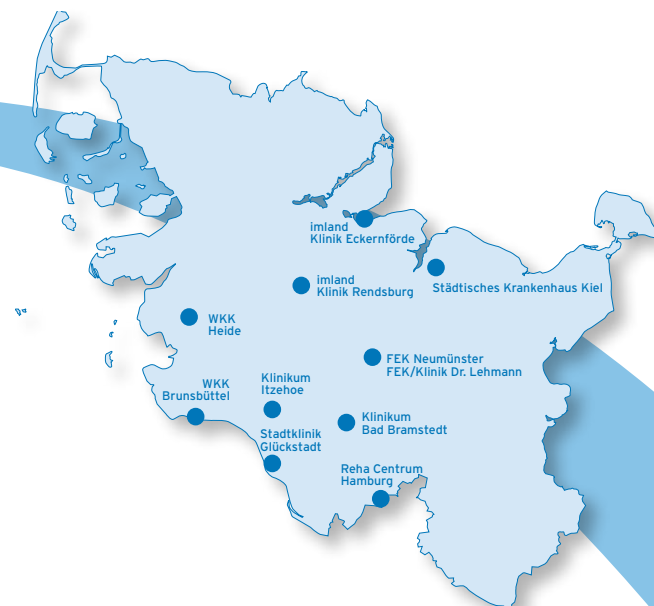 imland
Klinik Eckernförde
imland
Klinik Rendsburg
Städtisches Krankenhaus Kiel
WKK
Heide
FEK Neumünster
FEK/Klinik Dr. Lehmann
WKK
Brunsbüttel
Klinikum
Itzehoe
Klinikum
Bad Bramstedt
Stadtklinik
Glückstadt
Reha Centrum
Hamburg